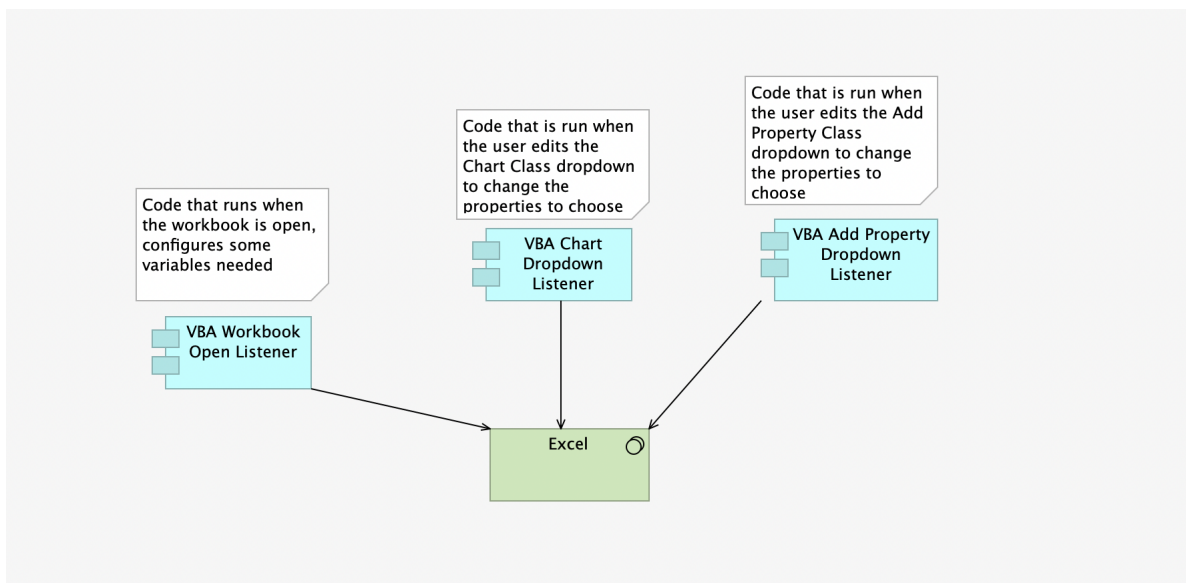 Code that runs when
the workbook is open,
configures some
variables needed
VBA Workbook
Open Listener
Code that is run when
the user edits the
Chart Class dropdown
to change the
properties to choose
VBA Chart
Dropdown
Listener
Code that is run when
the user edits the Add
Property Class
dropdown to change
the properties to
choose
VBA Add Property
Dropdown
Listener
Excel